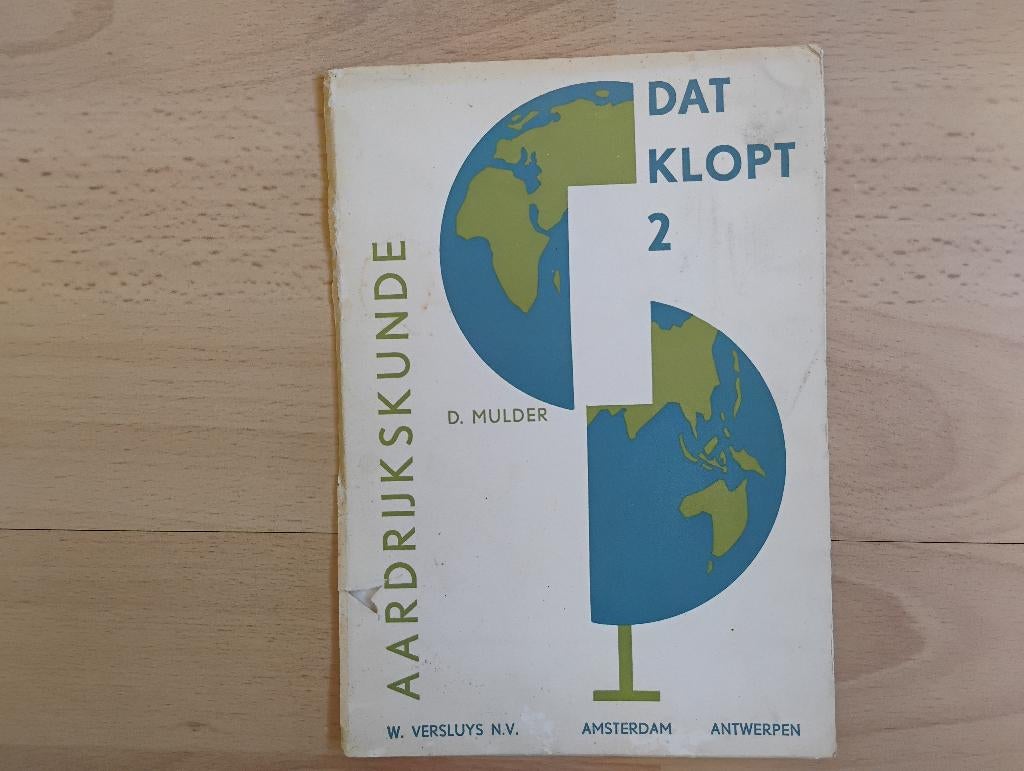 DAT
KLOPT
2
AARDRIJKSKUNDE
D. MULDER
W. VERSLUYS N.V. AMSTERDAM ANTWERPEN